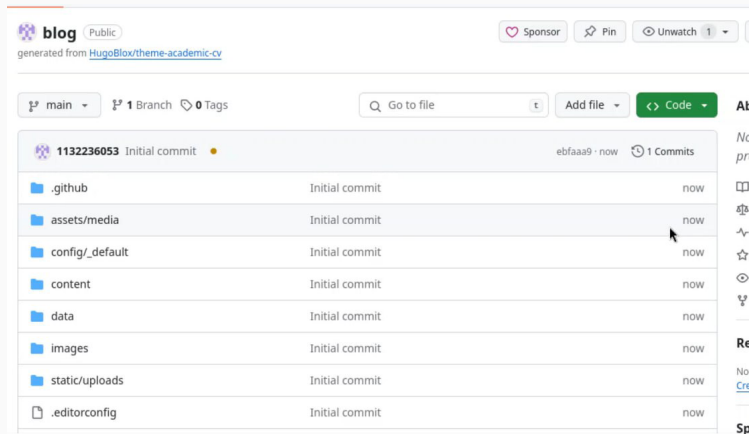 blog Public Sponsor Pin Unwatch 1
generated from HugoBlox/theme-academic-cv
main 1 Branch 0 Tags Go to file t Add file Code
1132236053 Initial commit ebfaaa9 · now 1 Commits
.github Initial commit now
assets/media Initial commit now
config/_default Initial commit now
content Initial commit now
data Initial commit now
images Initial commit now
static/uploads Initial commit now
.editorconfig Initial commit now